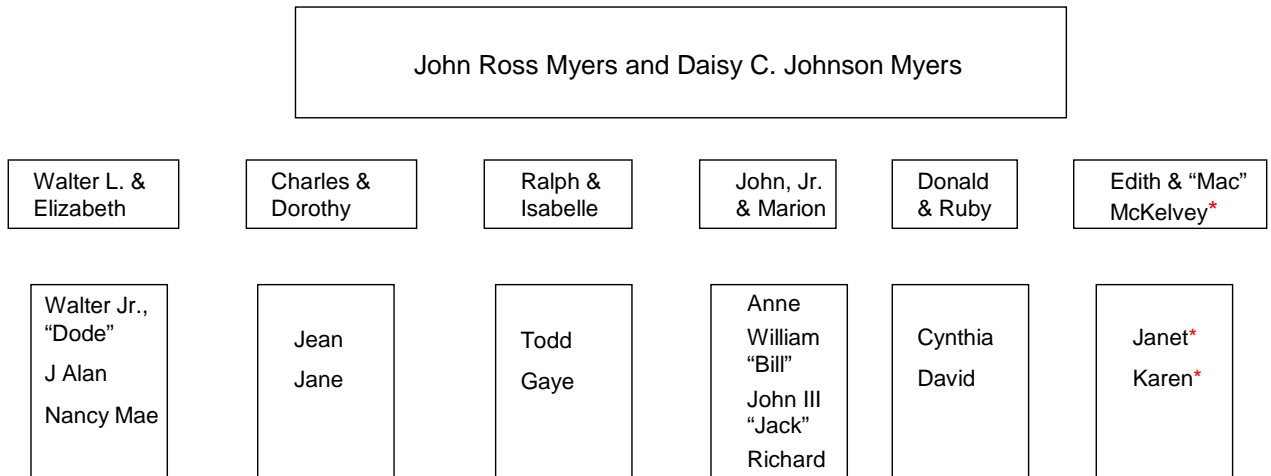 John Ross Myers and Daisy C. Johnson Myers
Walter L. &
Elizabeth
Charles &
Dorothy
Ralph &
Isabelle
John, Jr.
& Marion
Donald
& Ruby
Edith & “Mac”
McKelvey*
Walter Jr.,
“Dode”
J Alan
Nancy Mae
Jean
Jane
Todd
Gaye
Anne
William
“Bill”
John III
“Jack”
Richard
Cynthia
David
Janet*
Karen*